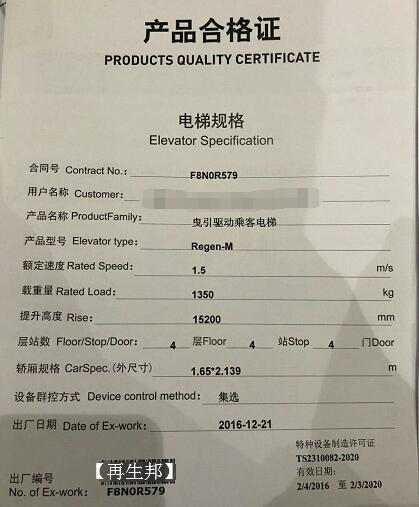 产品合格证
PRODUCTS QUALITY CERTIFICATE
电梯规格
Elevator Specification
合同号 Contract No.: F8N0R579
用户名称 Customer:
产品名称 ProductFamily: 曳引驱动乘客电梯
产品型号 Elevator type: Regen-M
额定速度 Rated Speed: 1.5 m/s
载重量 Rated Load: 1350 kg
提升高度 Rise: 15200 mm
层站数 Floor/Stop/Door: 4 层Floor 4 站Stop 4 门Door
轿厢规格 CarSpec.(外尺寸) 1.65*2.139 m
设备群控方式 Device control method: 集选
出厂日期 Date of Ex-work: 2016-12-21
特种设备制造许可证
TS2310082-2020
有效日期:
2/4/2016 至 2/3/2020
【再生邦】
出厂编号
No. of Ex-work: F8N0R579